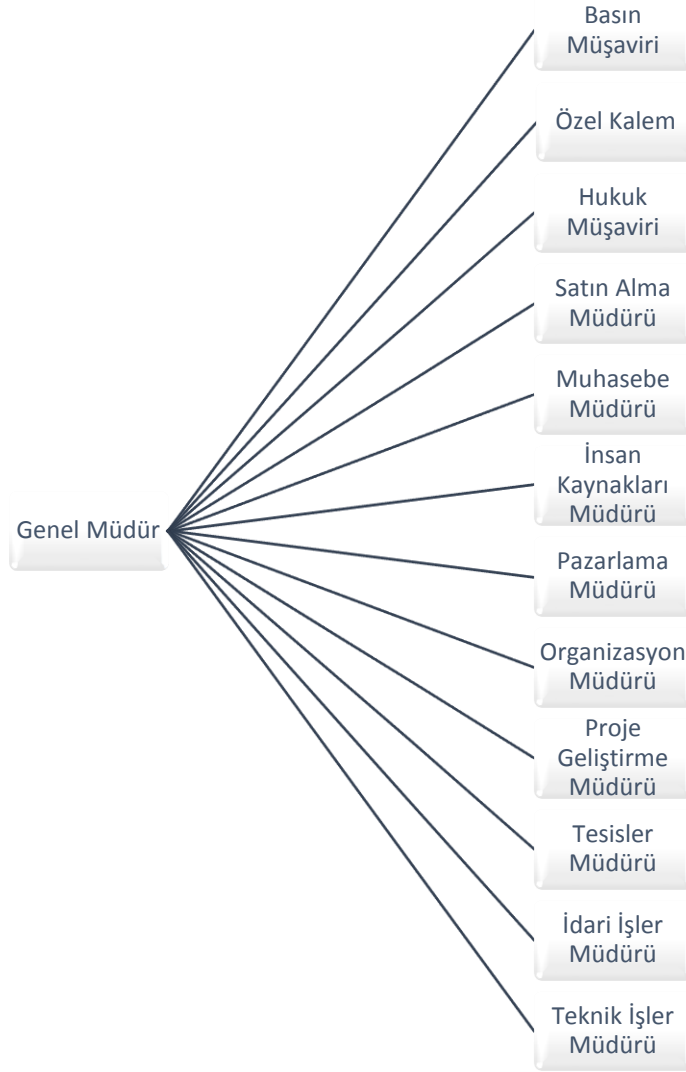 Basın
Müşaviri
Özel Kalem
Hukuk
Müşaviri
Satın Alma
Müdürü
Muhasebe
Müdürü
İnsan
Kaynakları
Müdürü
Genel Müdür
Pazarlama
Müdürü
Organizasyon
Müdürü
Proje
Geliştirme
Müdürü
Tesisler
Müdürü
İdari İşler
Müdürü
Teknik İşler
Müdürü